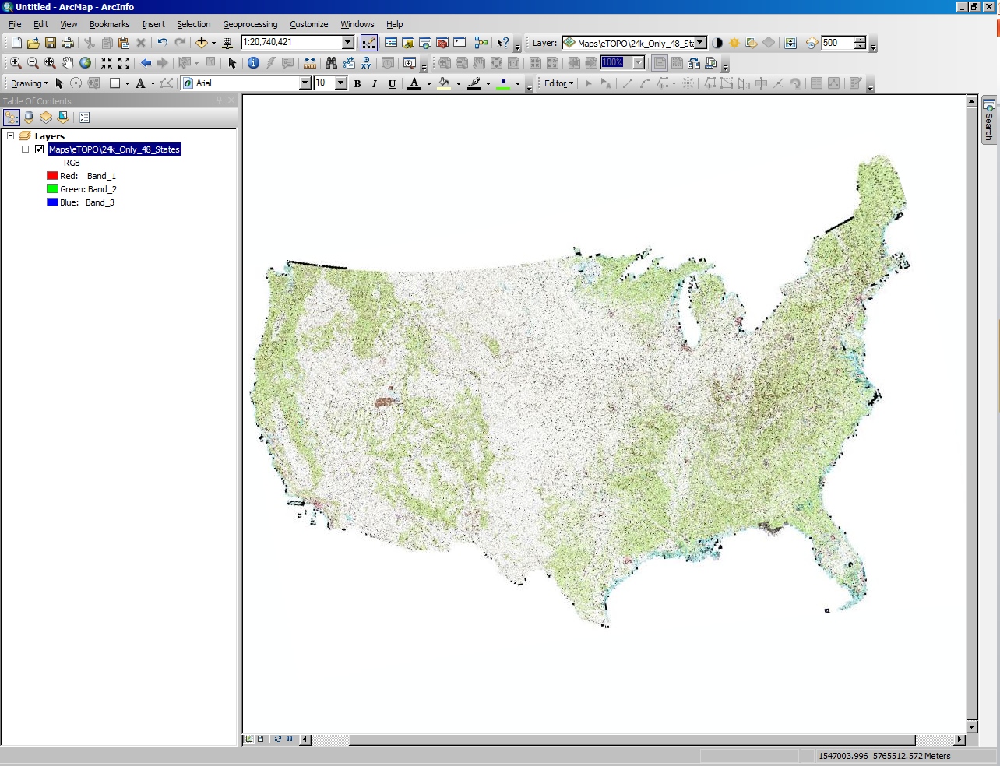 Untitled - ArcMap - ArcInfo
File Edit View Bookmarks Insert Selection Geoprocessing Customize Windows Help
1:20,740,421 Layer: Maps\eTOPO\24k_Only_48_Sta 500
100%
Drawing Arial 10 B I U A Editor
Table Of Contents
Layers
Maps\eTOPO\24k_Only_48_States
RGB
Red: Band_1
Green: Band_2
Blue: Band_3
Search
1547003.996 5765512.572 Meters